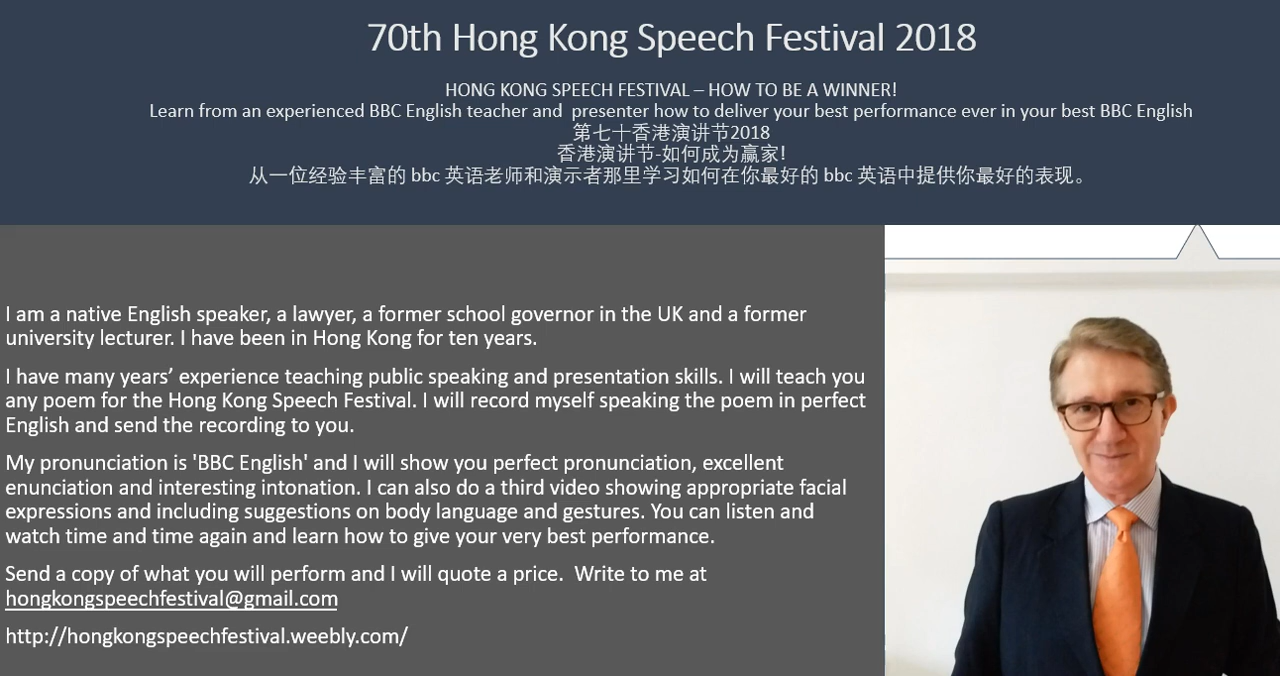 70th Hong Kong Speech Festival 2018
HONG KONG SPEECH FESTIVAL – HOW TO BE A WINNER!
Learn from an experienced BBC English teacher and  presenter how to deliver your best performance ever in your best BBC English
第七十香港演讲节2018
香港演讲节-如何成为赢家!
从一位经验丰富的 bbc 英语老师和演示者那里学习如何在你最好的 bbc 英语中提供你最好的表现。
I am a native English speaker, a lawyer, a former school governor in the UK and a former
university lecturer. I have been in Hong Kong for ten years.
I have many years’ experience teaching public speaking and presentation skills. I will teach you
any poem for the Hong Kong Speech Festival. I will record myself speaking the poem in perfect
English and send the recording to you.
My pronunciation is 'BBC English' and I will show you perfect pronunciation, excellent
enunciation and interesting intonation. I can also do a third video showing appropriate facial
expressions and including suggestions on body language and gestures. You can listen and
watch time and time again and learn how to give your very best performance.
Send a copy of what you will perform and I will quote a price.  Write to me at
hongkongspeechfestival@gmail.com
http://hongkongspeechfestival.weebly.com/